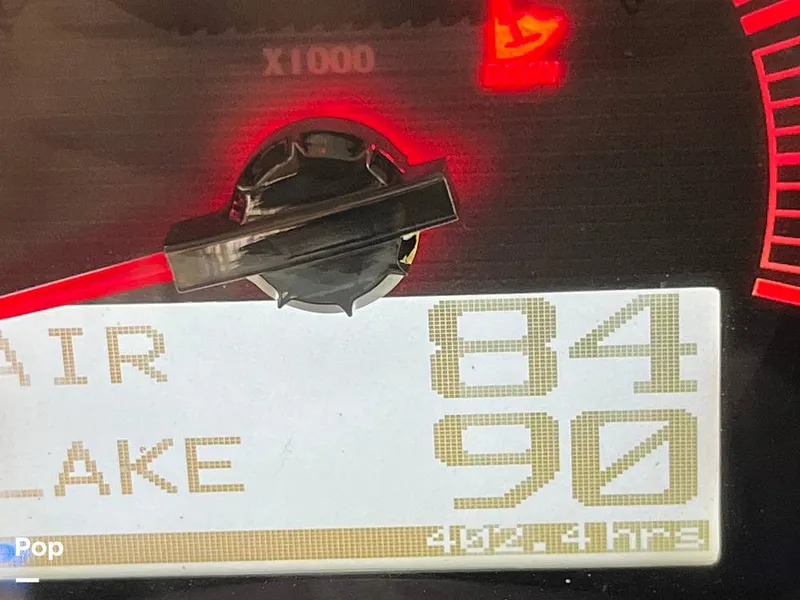 X1000
AIR 84
LAKE 90
402.4 hrs
Pop